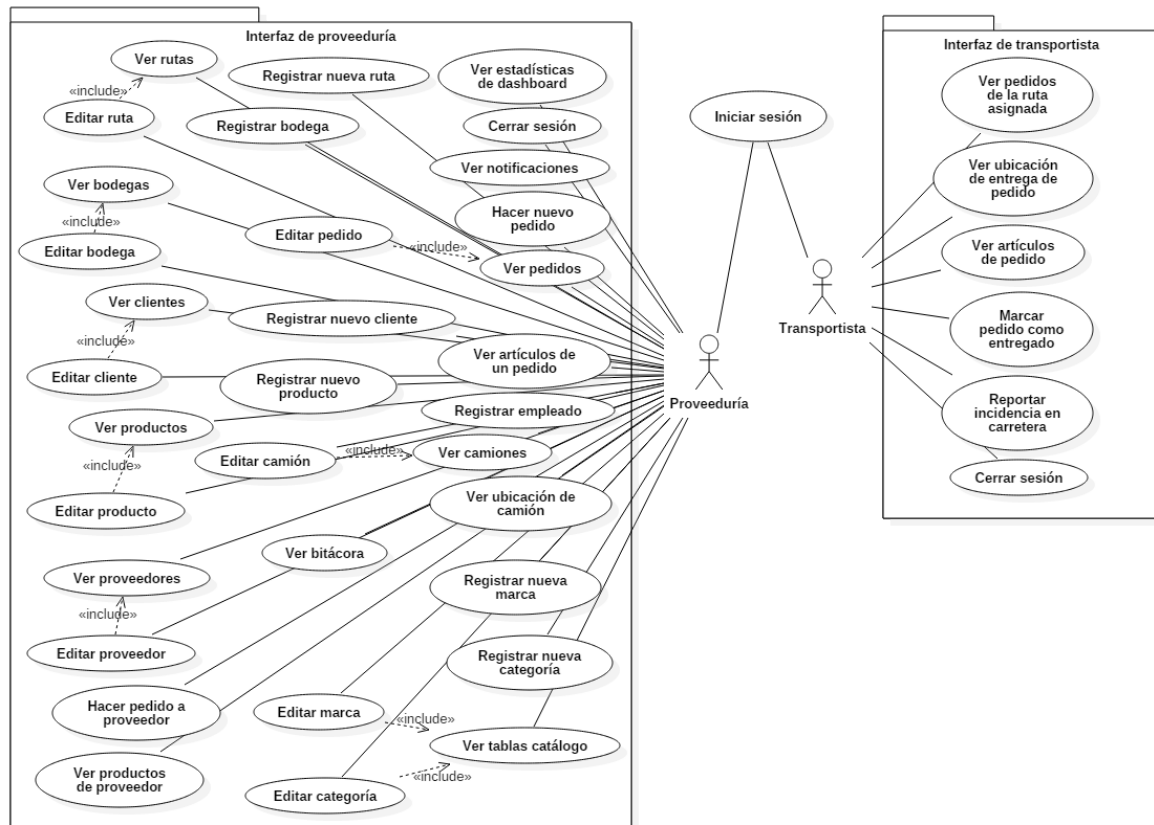 Interfaz de proveeduría
Ver rutas
Registrar nueva ruta
Ver estadísticas
de dashboard
«include»
Editar ruta
Registrar bodega
Cerrar sesión
Ver notificaciones
Ver bodegas
Hacer nuevo
pedido
«include»
Editar pedido
«include»
Editar bodega
Ver pedidos
Ver clientes
Registrar nuevo cliente
«include»
Ver artículos de
un pedido
Editar cliente
Registrar nuevo
producto
Registrar empleado
Ver productos
«include»
Editar camión
«include»
Ver camiones
Editar producto
Ver ubicación de
camión
Ver bitácora
Ver proveedores
Registrar nueva
marca
«include»
Editar proveedor
Registrar nueva
categoría
Hacer pedido a
proveedor
Editar marca
«include»
Ver tablas catálogo
Ver productos
de proveedor
«include»
Editar categoría
Iniciar sesión
Proveeduría
Transportista
Interfaz de transportista
Ver pedidos
de la ruta
asignada
Ver ubicación
de entrega de
pedido
Ver artículos
de pedido
Marcar
pedido como
entregado
Reportar
incidencia en
carretera
Cerrar sesión